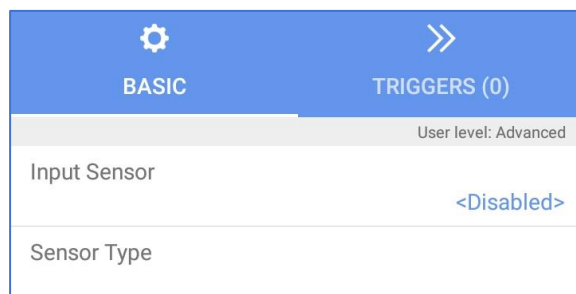 BASIC
TRIGGERS (0)
User level: Advanced
Input Sensor
<Disabled>
Sensor Type